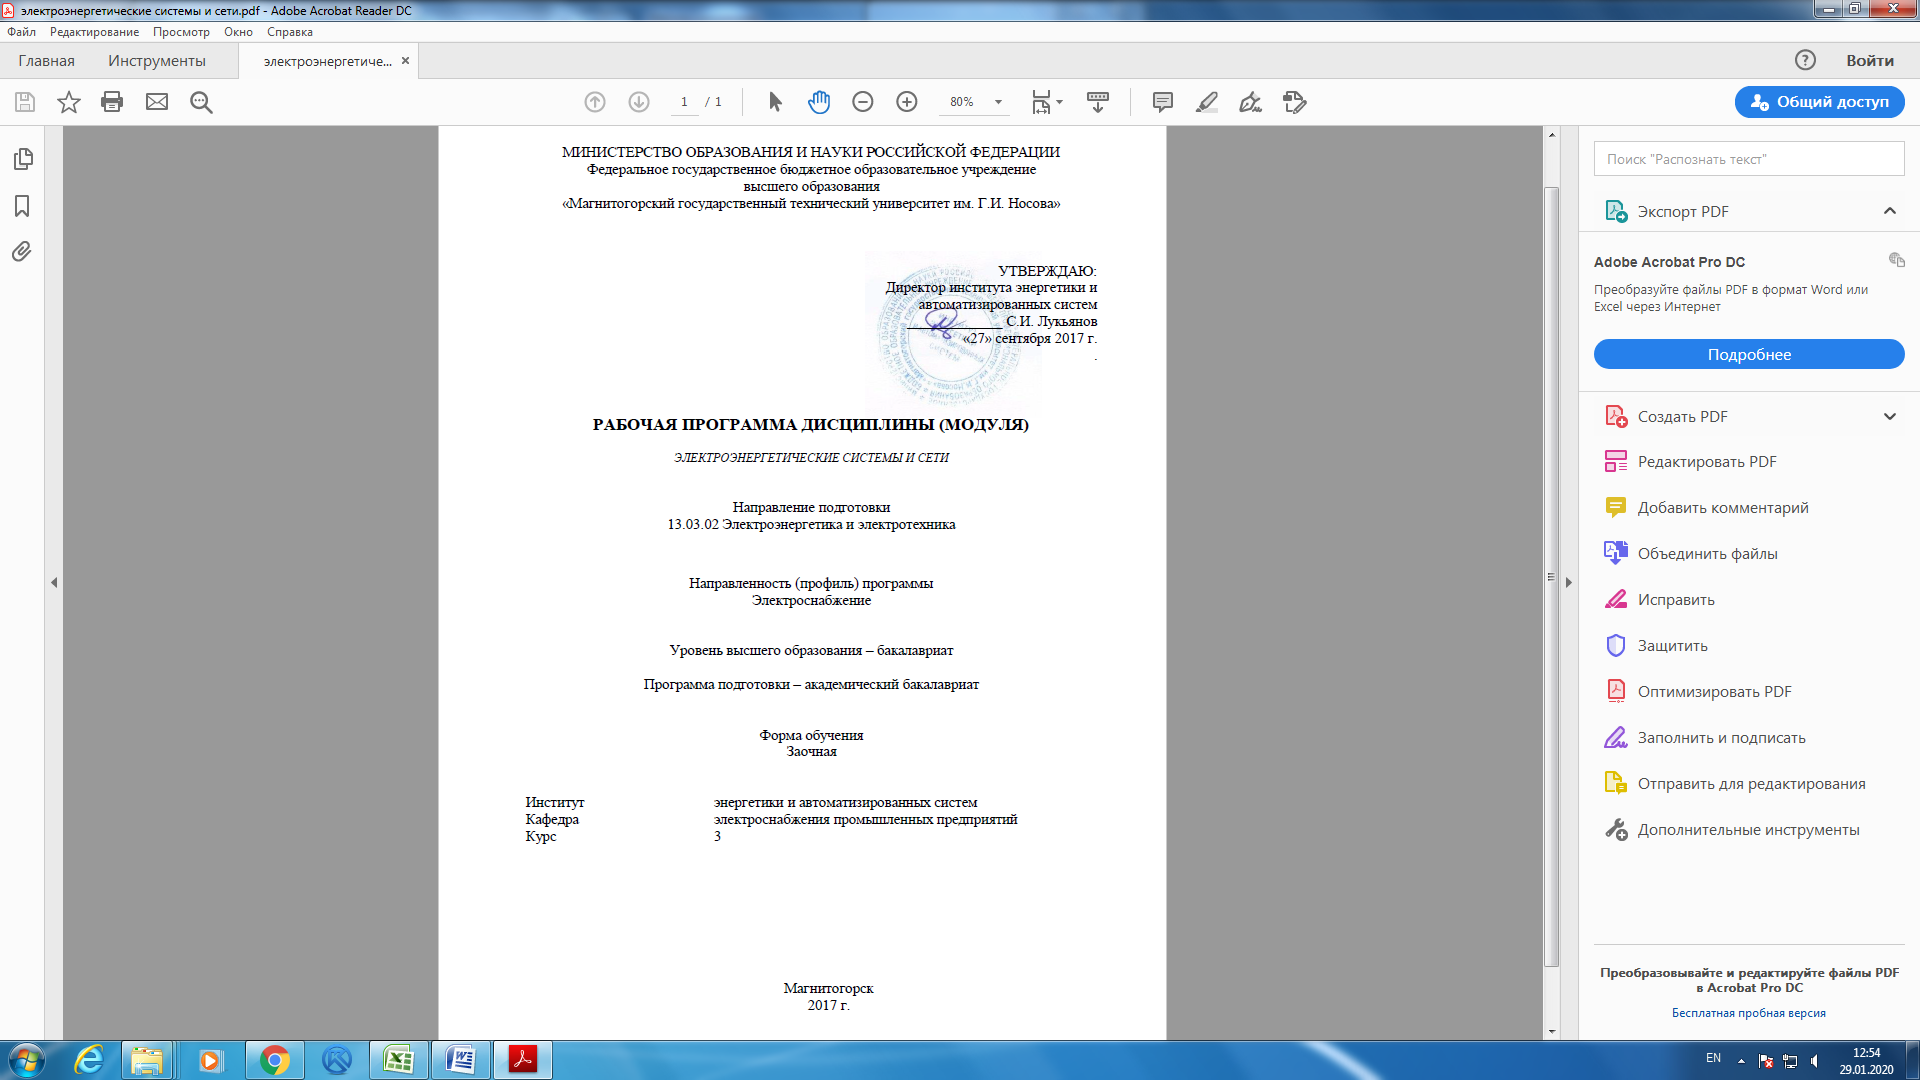 электроэнергетические системы и сети.pdf - Adobe Acrobat Reader DC
Файл Редактирование Просмотр Окно Справка
Главная Инструменты электроэнергетиче... Войти
1 / 1 80% Общий доступ
МИНИСТЕРСТВО ОБРАЗОВАНИЯ И НАУКИ РОССИЙСКОЙ ФЕДЕРАЦИИ
Федеральное государственное бюджетное образовательное учреждение
высшего образования
«Магнитогорский государственный технический университет им. Г.И. Носова»
УТВЕРЖДАЮ:
Директор института энергетики и
автоматизированных систем
_____________ С.И. Лукьянов
«27» сентября 2017 г.
.
РАБОЧАЯ ПРОГРАММА ДИСЦИПЛИНЫ (МОДУЛЯ)
ЭЛЕКТРОЭНЕРГЕТИЧЕСКИЕ СИСТЕМЫ И СЕТИ
Направление подготовки
13.03.02 Электроэнергетика и электротехника
Направленность (профиль) программы
Электроснабжение
Уровень высшего образования – бакалавриат
Программа подготовки – академический бакалавриат
Форма обучения
Заочная
Институт энергетики и автоматизированных систем
Кафедра электроснабжения промышленных предприятий
Курс 3
Магнитогорск
2017 г.
Поиск "Распознать текст"
Экспорт PDF
Adobe Acrobat Pro DC
Преобразуйте файлы PDF в формат Word или
Excel через Интернет
Подробнее
Создать PDF
Редактировать PDF
Добавить комментарий
Объединить файлы
Исправить
Защитить
Оптимизировать PDF
Заполнить и подписать
Отправить для редактирования
Дополнительные инструменты
Преобразовывайте и редактируйте файлы PDF
в Acrobat Pro DC
Бесплатная пробная версия
EN
12:54
29.01.2020